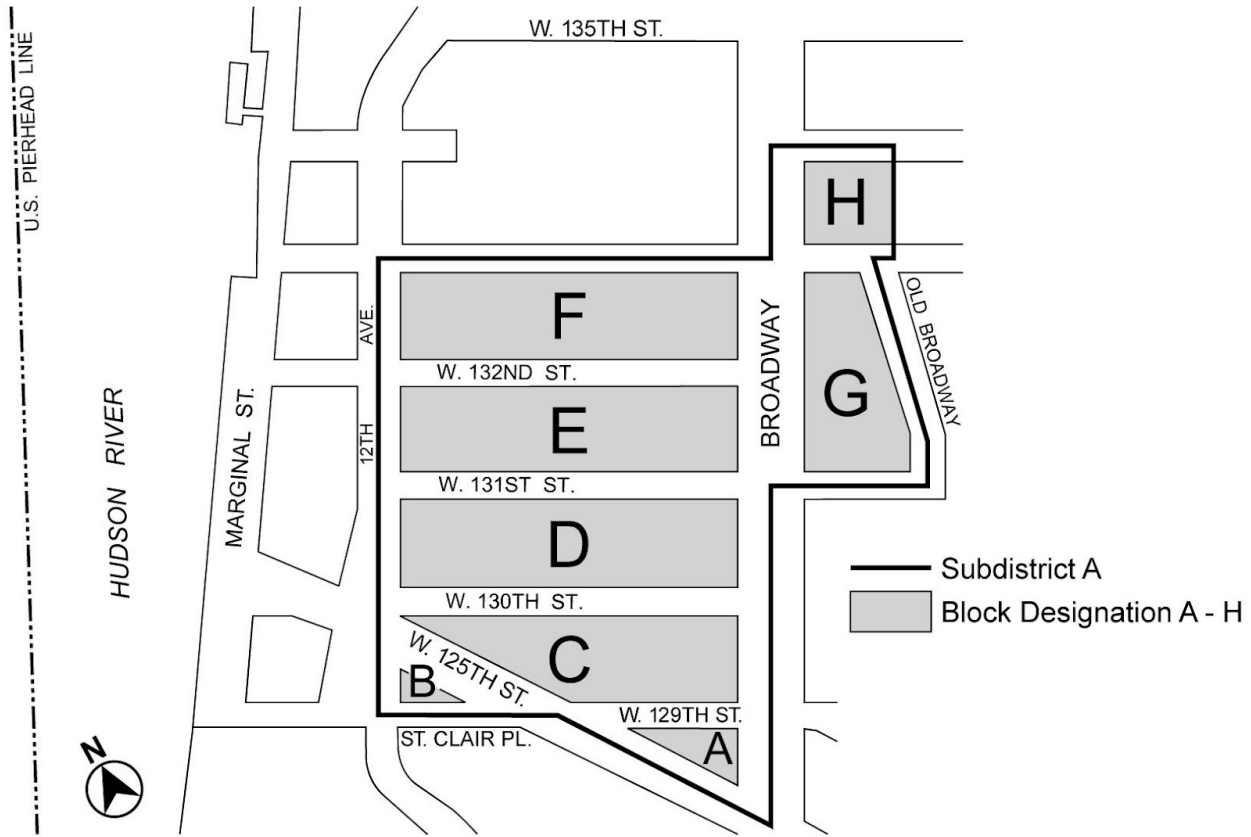 W. 135TH ST.
U.S. PIERHEAD LINE
H
OLD BROADWAY
F
BROADWAY
AVE.
W. 132ND ST.
G
E
MARGINAL ST.
HUDSON RIVER
12TH
W. 131ST ST.
D
Subdistrict A
W. 130TH ST.
Block Designation A - H
W. 125TH ST.
C
B
W. 129TH ST.
ST. CLAIR PL.
A
N